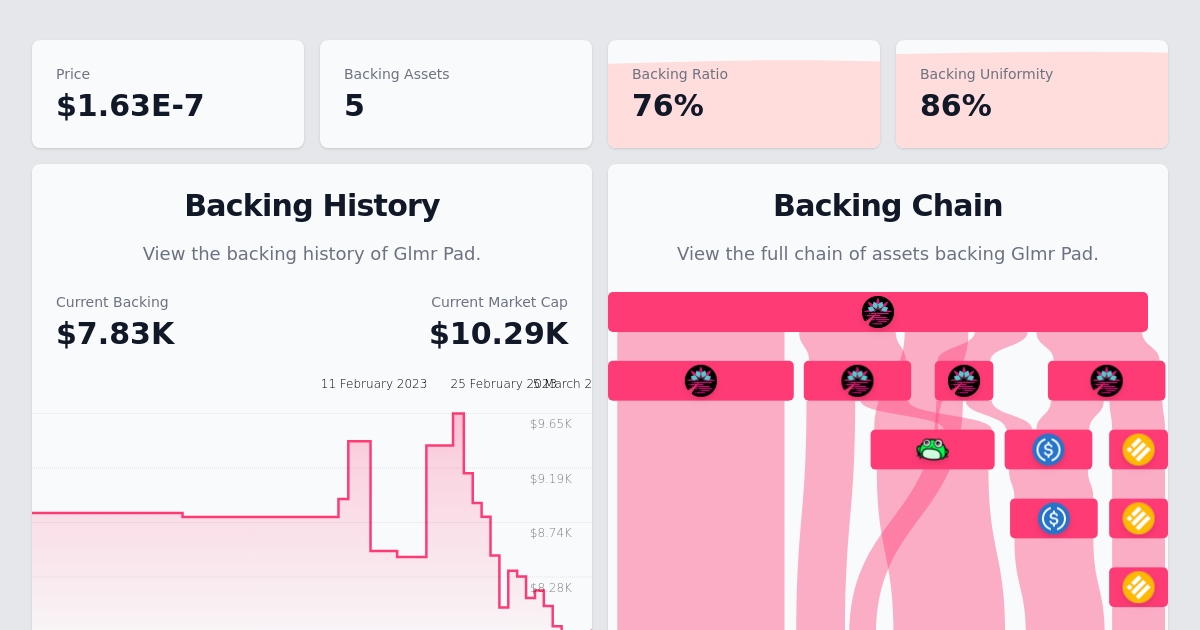 Price
$1.63E-7
Backing Assets
5
Backing Ratio
76%
Backing Uniformity
86%
Backing History
View the backing history of Glmr Pad.
Current Backing
$7.83K
Current Market Cap
$10.29K
11 February 2023
25 February 2023
5 March 2
$9.65K
$9.19K
$8.74K
$8.28K
Backing Chain
View the full chain of assets backing Glmr Pad.